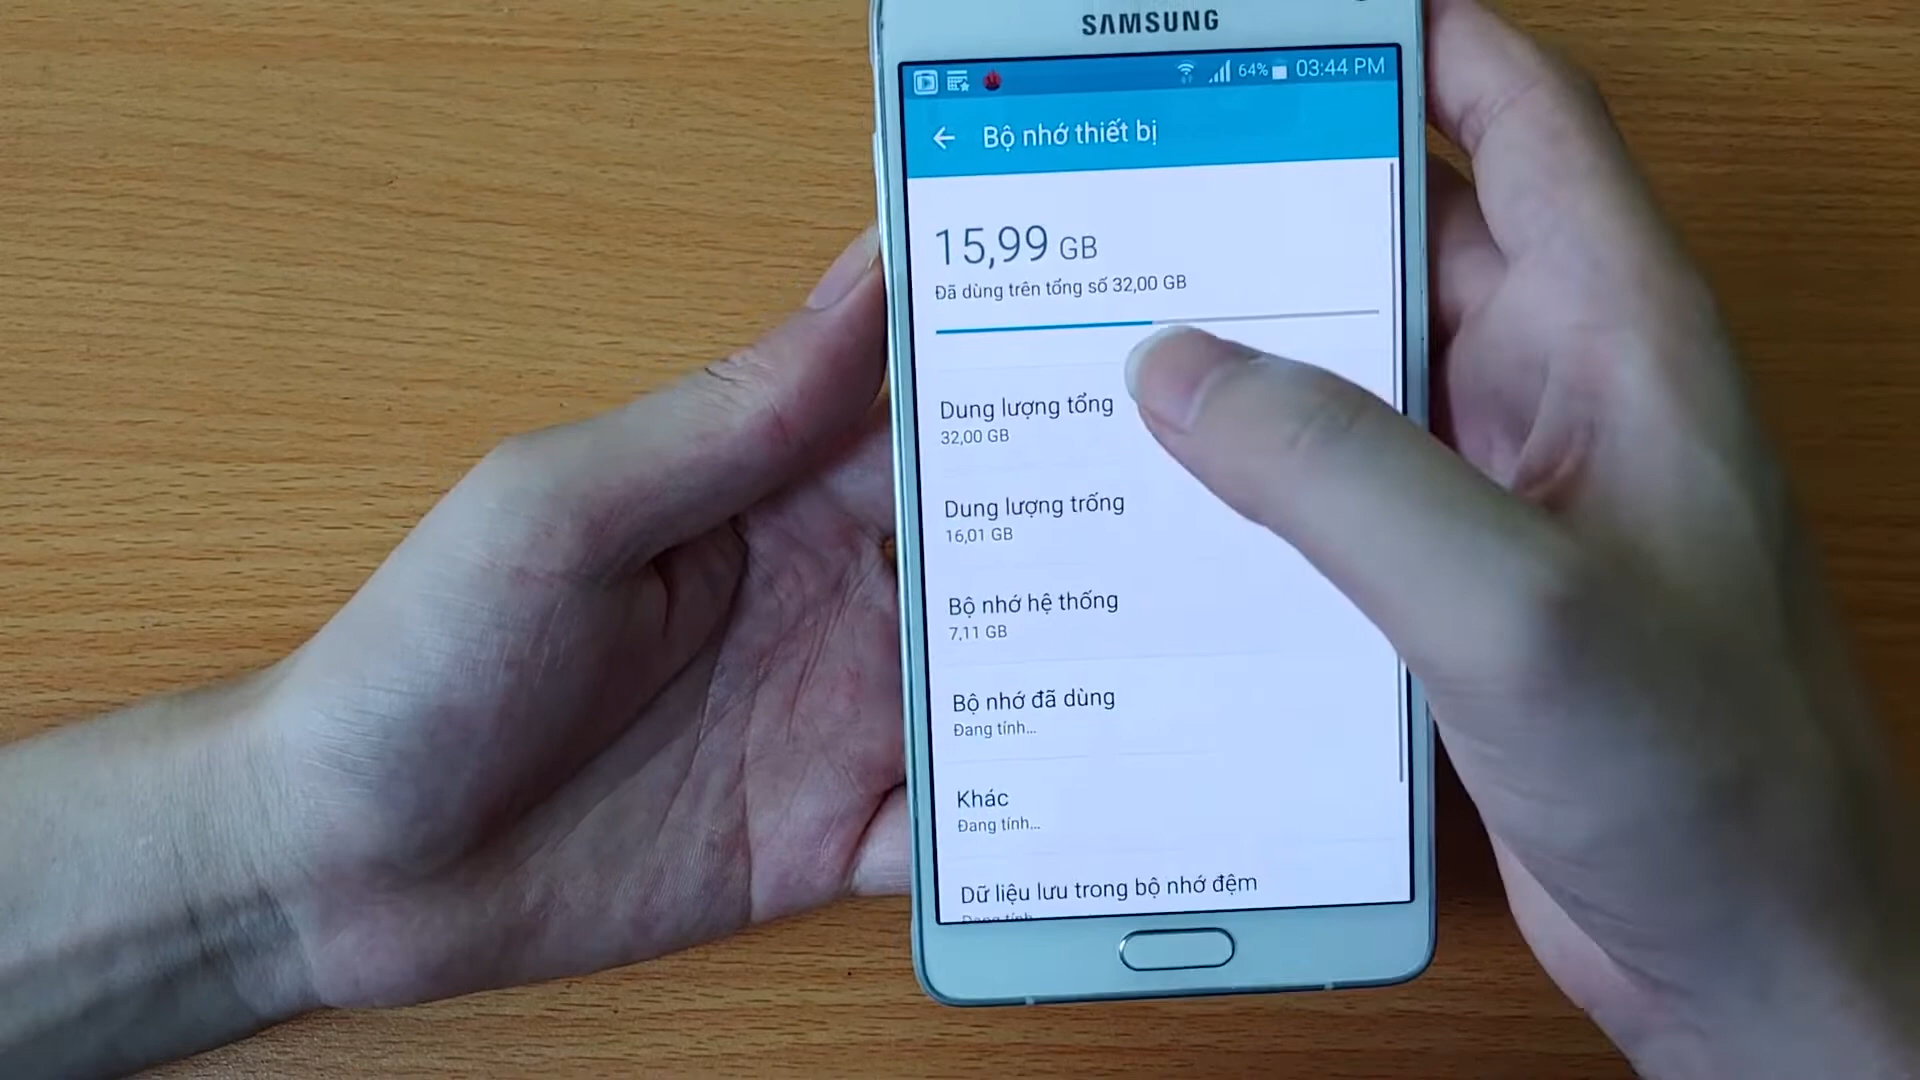 SAMSUNG
64% 03:44 PM
Bộ nhớ thiết bị
15,99 GB
Đã dùng trên tổng số 32,00 GB
Dung lượng tổng
32,00 GB
Dung lượng trống
16,01 GB
Bộ nhớ hệ thống
7,11 GB
Bộ nhớ đã dùng
Đang tính...
Khác
Đang tính...
Dữ liệu lưu trong bộ nhớ đệm